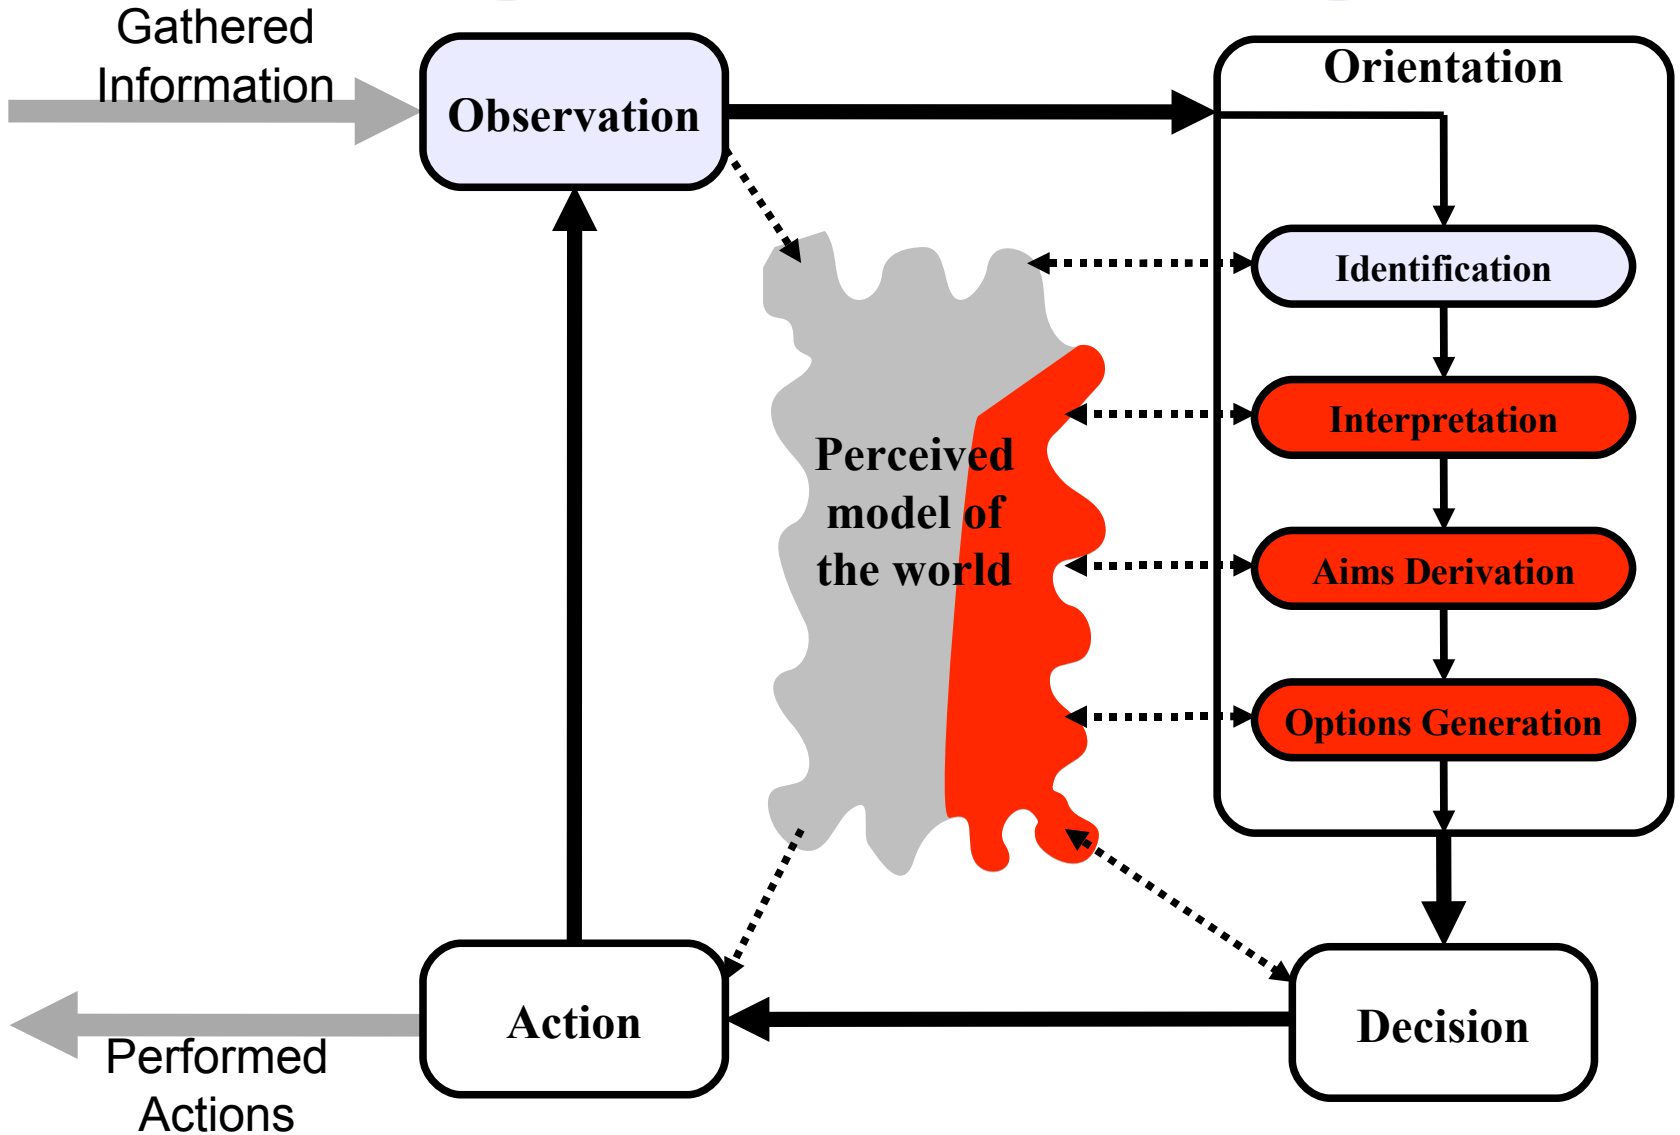 Gathered
Information
Observation
Orientation
Identification
Interpretation
Aims Derivation
Options Generation
Perceived
model of
the world
Action
Decision
Performed
Actions